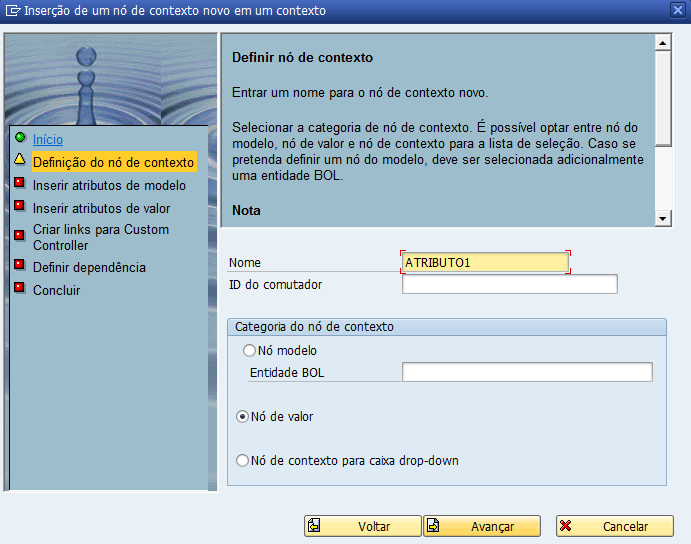 Inserção de um nó de contexto novo em um contexto
Início
Definição do nó de contexto
Inserir atributos de modelo
Inserir atributos de valor
Criar links para Custom
Controller
Definir dependência
Concluir
Definir nó de contexto
Entrar um nome para o nó de contexto novo.
Selecionar a categoria de nó de contexto. É possível optar entre nó do
modelo, nó de valor e nó de contexto para a lista de seleção. Caso se
pretenda definir um nó do modelo, deve ser selecionada adicionalmente
uma entidade BOL.
Nota
Nome ATRIBUTO1
ID do comutador
Categoria do nó de contexto
Nó modelo
Entidade BOL
Nó de valor
Nó de contexto para caixa drop-down
Voltar Avançar Cancelar